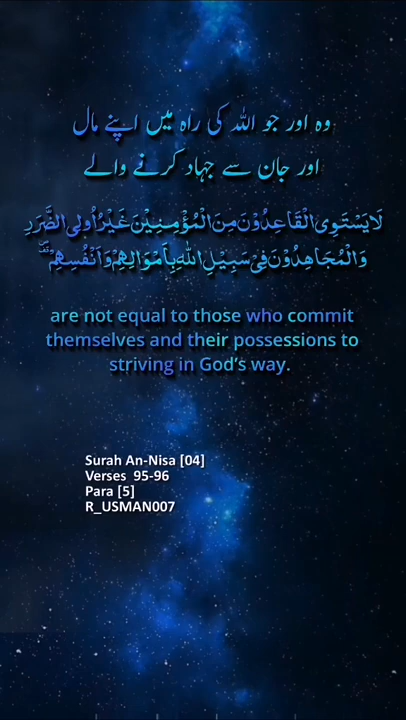 وہ اور جو اللہ کی راہ میں اپنے مال
اور جان سے جہاد کرنے والے
لَا يَسْتَوِى الْقَاعِدُوْنَ مِنَ الْمُؤْمِنِيْنَ غَيْرُ اُولِى الضَّرَرِ
وَالْمُجَاهِدُوْنَ فِىْ سَبِيْلِ اللّٰهِ بِاَمْوَالِهِمْ وَاَنْفُسِهِمْ
are not equal to those who commit
themselves and their possessions to
striving in God's way.
Surah An-Nisa [04]
Verses 95-96
Para [5]
R_USMAN007